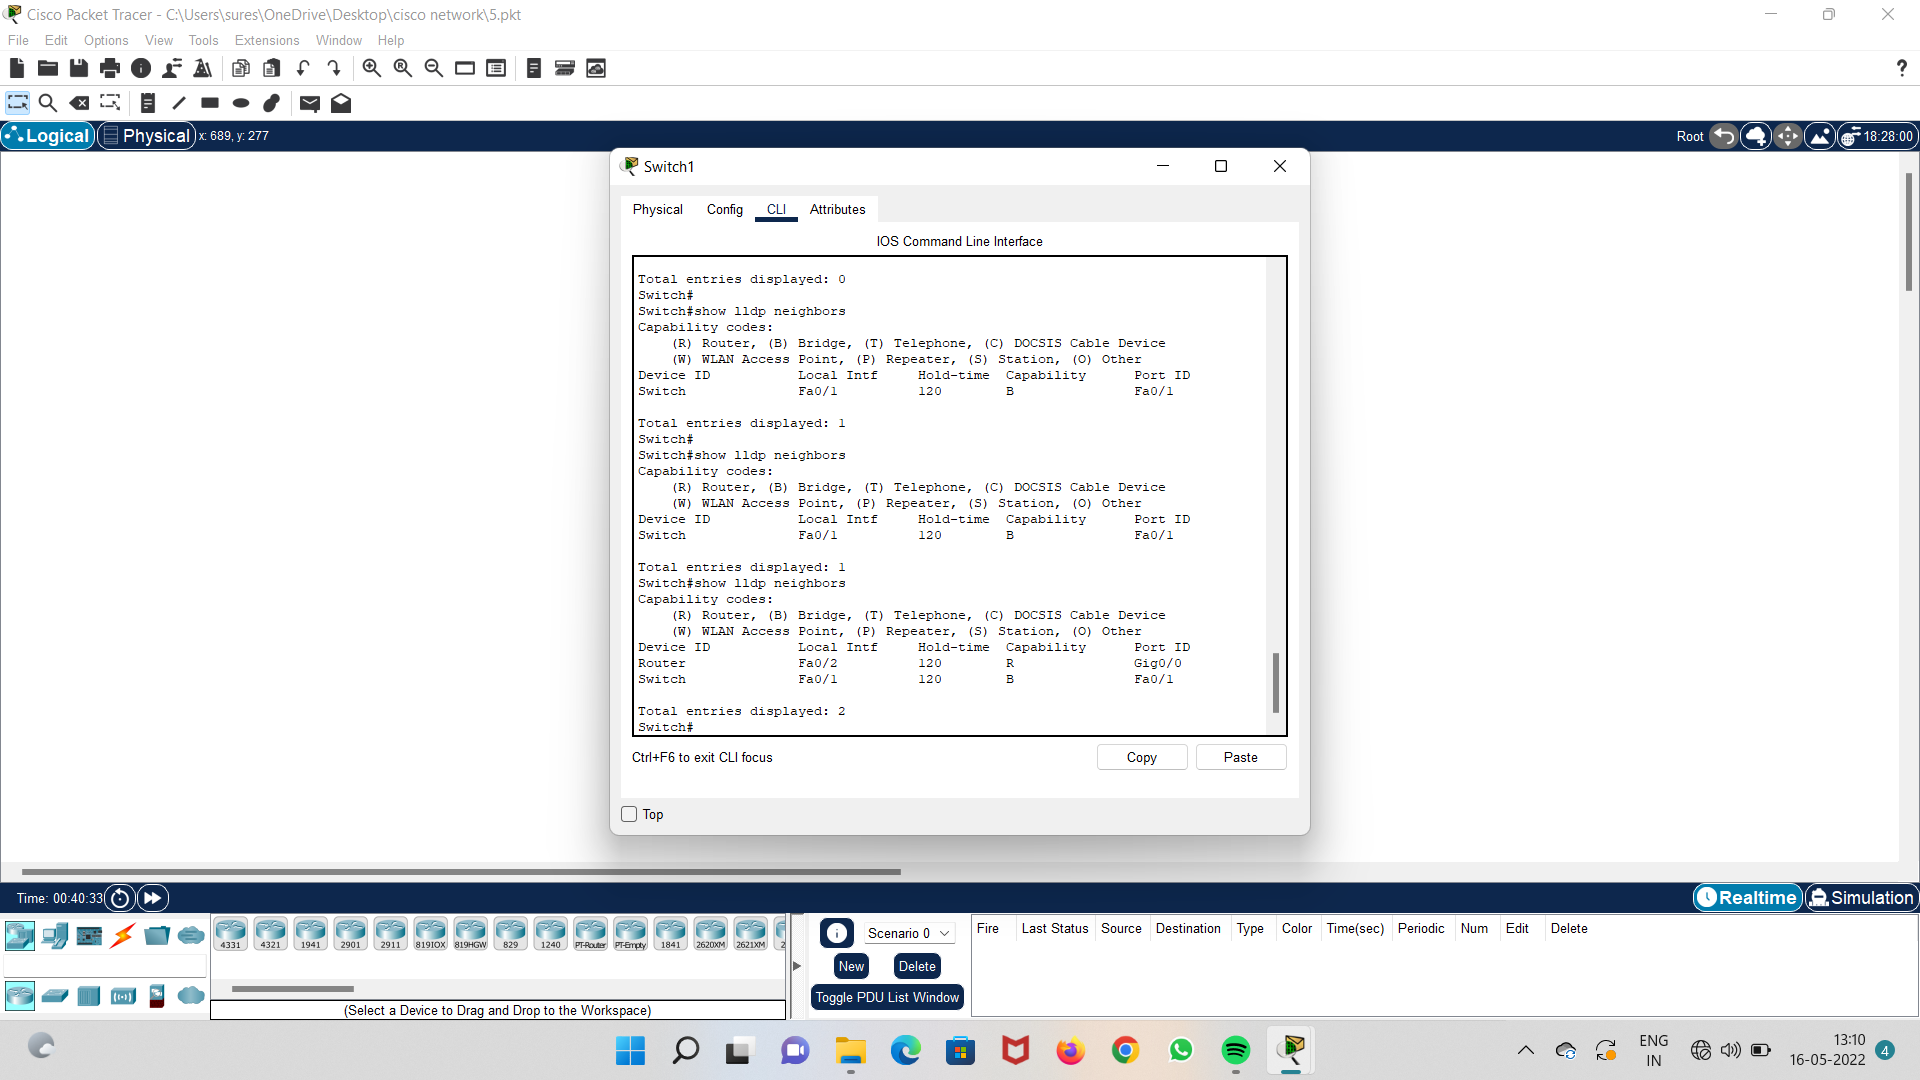 Cisco Packet Tracer - C:\Users\sures\OneDrive\Desktop\cisco network\5.pkt
File Edit Options View Tools Extensions Window Help
?
Logical Physical x: 689, y: 277 Root 18:28:00
Switch1
Physical Config CLI Attributes
IOS Command Line Interface
Total entries displayed: 0
Switch#
Switch#show lldp neighbors
Capability codes:
(R) Router, (B) Bridge, (T) Telephone, (C) DOCSIS Cable Device
(W) WLAN Access Point, (P) Repeater, (S) Station, (O) Other
Device ID Local Intf Hold-time Capability Port ID
Switch Fa0/1 120 B Fa0/1
Total entries displayed: 1
Switch#
Switch#show lldp neighbors
Capability codes:
(R) Router, (B) Bridge, (T) Telephone, (C) DOCSIS Cable Device
(W) WLAN Access Point, (P) Repeater, (S) Station, (O) Other
Device ID Local Intf Hold-time Capability Port ID
Switch Fa0/1 120 B Fa0/1
Total entries displayed: 1
Switch#show lldp neighbors
Capability codes:
(R) Router, (B) Bridge, (T) Telephone, (C) DOCSIS Cable Device
(W) WLAN Access Point, (P) Repeater, (S) Station, (O) Other
Device ID Local Intf Hold-time Capability Port ID
Router Fa0/2 120 R Gig0/0
Switch Fa0/1 120 B Fa0/1
Total entries displayed: 2
Switch#
Ctrl+F6 to exit CLI focus Copy Paste
Top
Time: 00:40:33 Realtime Simulation
4331 4321 1941 2901 2911 819IOX 819HGW 829 1240 PT-Router PT-Empty 1841 2620XM 2621XM 2
(Select a Device to Drag and Drop to the Workspace)
Scenario 0
New Delete
Toggle PDU List Window
Fire Last Status Source Destination Type Color Time(sec) Periodic Num Edit Delete
ENG
IN
13:10
16-05-2022
4